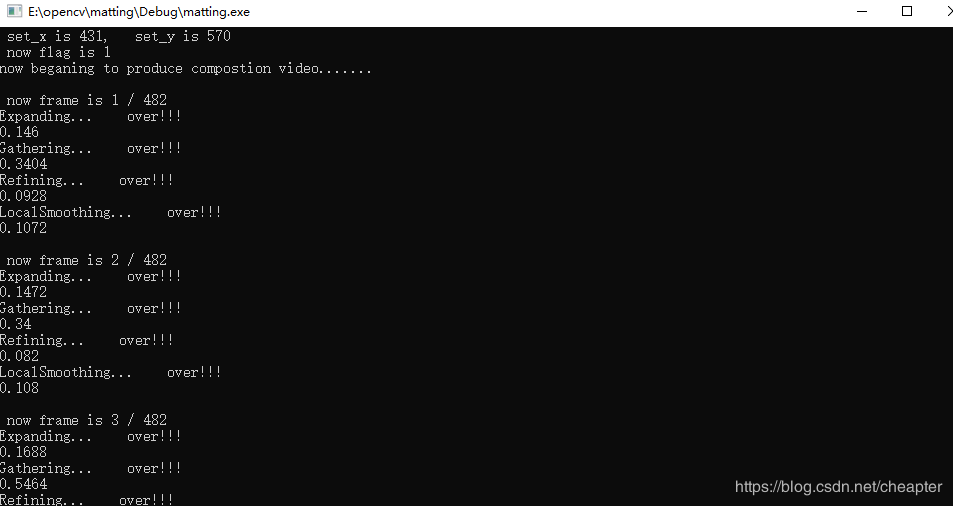 E:\opencv\matting\Debug\matting.exe
set_x is 431,   set_y is 570
now flag is 1
now beganing to produce compostion video.......
now frame is 1 / 482
Expanding...    over!!!
0.146
Gathering...    over!!!
0.3404
Refining...    over!!!
0.0928
LocalSmoothing...    over!!!
0.1072
now frame is 2 / 482
Expanding...    over!!!
0.1472
Gathering...    over!!!
0.34
Refining...    over!!!
0.082
LocalSmoothing...    over!!!
0.108
now frame is 3 / 482
Expanding...    over!!!
0.1688
Gathering...    over!!!
0.5464
Refining...    over!!!
https://blog.csdn.net/cheapter